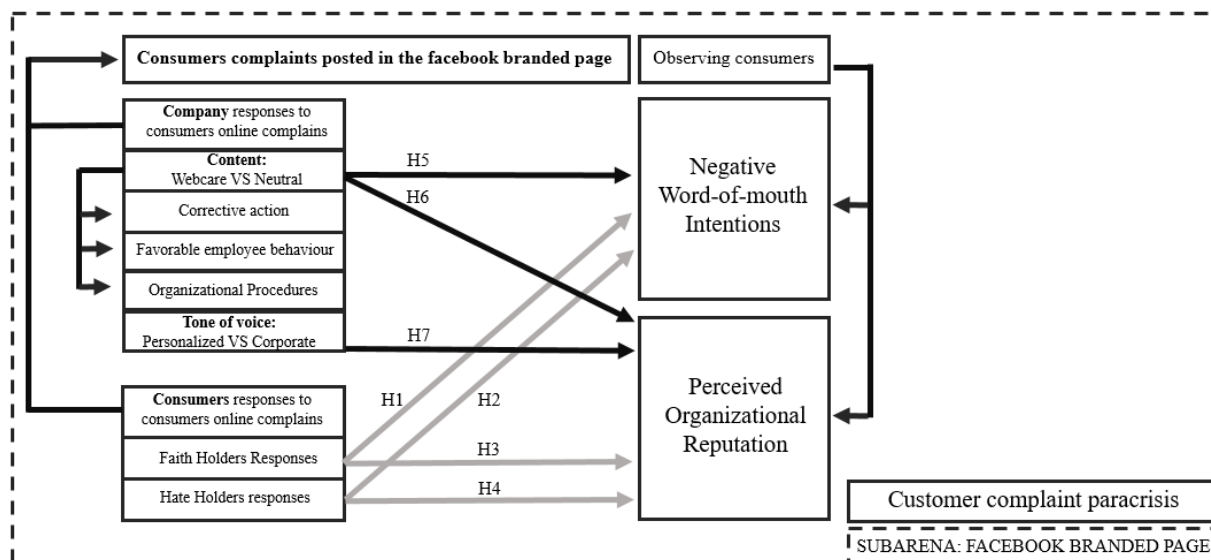 Consumers complaints posted in the facebook branded page
Observing consumers
Company responses to
consumers online complains
Content:
Webcare VS Neutral
Corrective action
Favorable employee behaviour
Organizational Procedures
Tone of voice:
Personalized VS Corporate
H5
H6
H7
Negative
Word-of-mouth
Intentions
Consumers responses to
consumers online complains
Faith Holders Responses
Hate Holders responses
H1
H2
H3
H4
Perceived
Organizational
Reputation
Customer complaint paracrisis
SUBARENA: FACEBOOK BRANDED PAGE